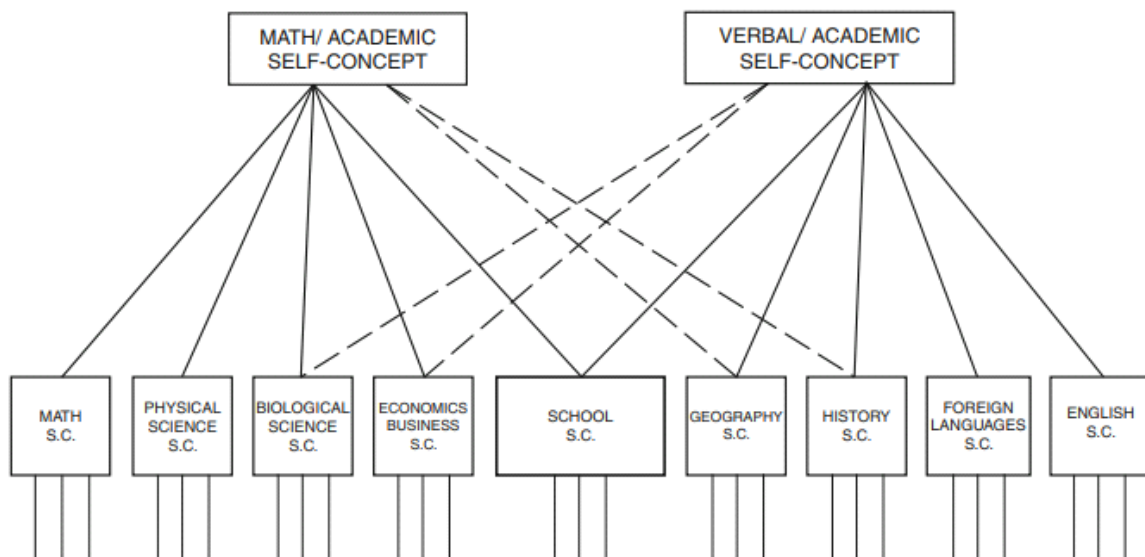 MATH/ ACADEMIC
SELF-CONCEPT
VERBAL/ ACADEMIC
SELF-CONCEPT
MATH
S.C.
PHYSICAL
SCIENCE
S.C.
BIOLOGICAL
SCIENCE
S.C.
ECONOMICS
BUSINESS
S.C.
SCHOOL
S.C.
GEOGRAPHY
S.C.
HISTORY
S.C.
FOREIGN
LANGUAGES
S.C.
ENGLISH
S.C.